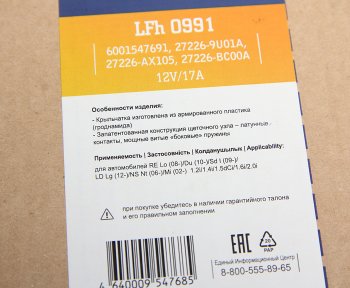 LFh 0991
6001547691, 27226-9U01A,
27226-AX105, 27226-BC00A
12V/17A
Особенности изделия:
- Крыльчатка изготовлена из армированного пластика
(гроднамида)
- Запатентованная конструкция щеточного узла – латунные
контакты, мощные витые «боковые» пружины
Применяемость | Застосовність | Колданушылык | Applicability:
для автомобилей RE Lo (08-)/Du (10-)/Sd I (09-)/
LD Lg (12-)/NS Nt (06-)/Mi (02-) 1.2i/1.4i/1.5dCi/1.6i/2.0i
при покупке убедитесь в наличии гарантийного талона
и его правильном заполнении
EAC
20
PAP
Единый Информационный Центр
8-800-555-89-65
4 640009 547685